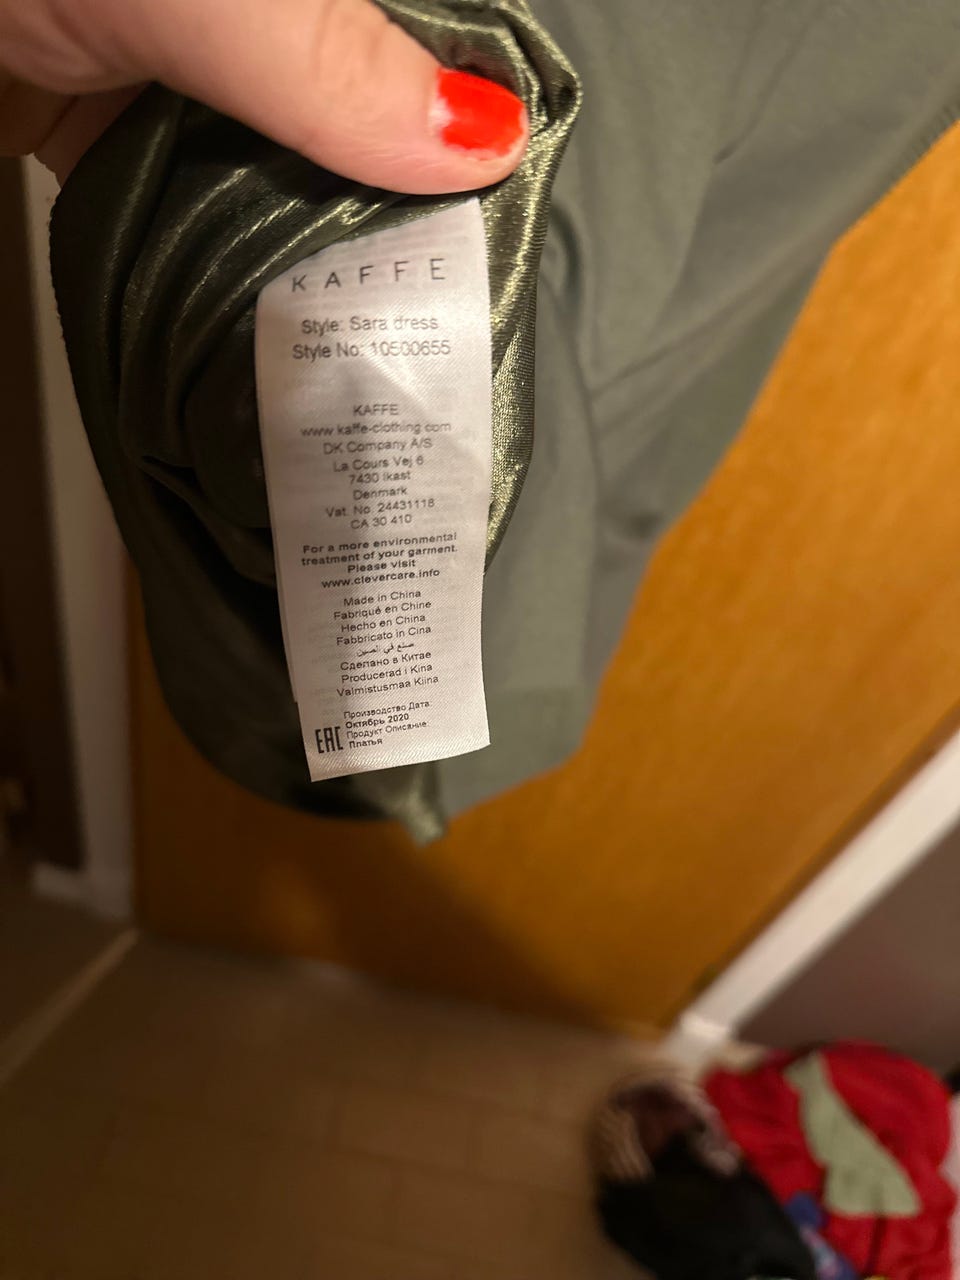 KAFFE
Style: Sara dress
Style No: 10500655
KAFFE
www.kaffe-clothing.com
DK Company A/S
La Cours Vej 6
7430 Ikast
Denmark
Vat. No. 24431118
CA 30 410
For a more environmental
treatment of your garment.
Please visit
www.clevercare.info
Made in China
Fabriqué en Chine
Hecho en China
Fabbricato in Cina
صنع في الصين
Сделано в Китае
Producerad i Kina
Valmistusmaa Kiina
Производство Дата:
Октябрь 2020
Продукт Описание:
Платья
EAC